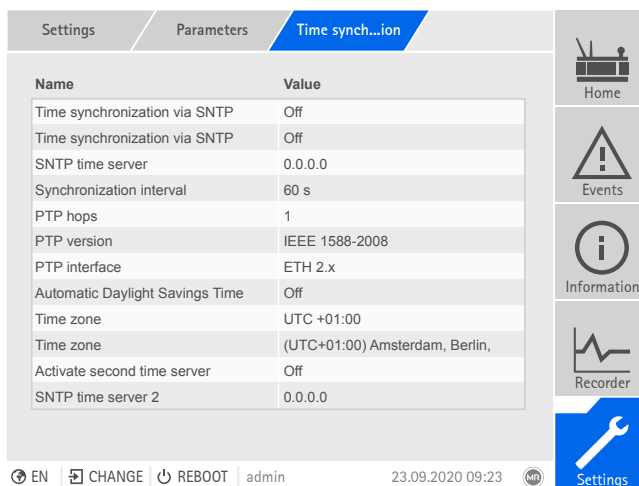 Settings Parameters Time synch...ion
Name Value
Time synchronization via SNTP Off
Time synchronization via SNTP Off
SNTP time server 0.0.0.0
Synchronization interval 60 s
PTP hops 1
PTP version IEEE 1588-2008
PTP interface ETH 2.x
Automatic Daylight Savings Time Off
Time zone UTC +01:00
Time zone (UTC+01:00) Amsterdam, Berlin,
Activate second time server Off
SNTP time server 2 0.0.0.0
Home
Events
Information
Recorder
Settings
EN CHANGE REBOOT admin 23.09.2020 09:23 MR